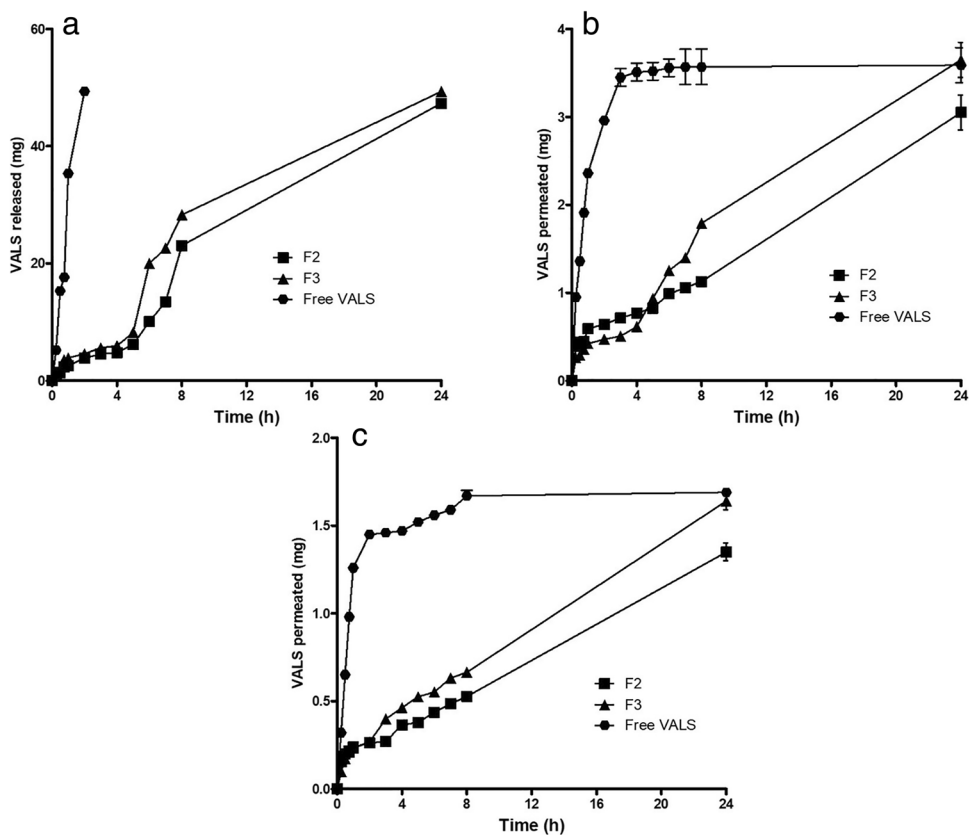 a
60
40
20
0
VALS released (mg)
F2
F3
Free VALS
0 4 8 12 16 20 24
Time (h)
b
4
3
2
1
0
VALS permeated (mg)
F2
F3
Free VALS
0 4 8 12 16 20 24
Time (h)
c
2.0
1.5
1.0
0.5
0.0
VALS permeated (mg)
F2
F3
Free VALS
0 4 8 12 16 20 24
Time (h)